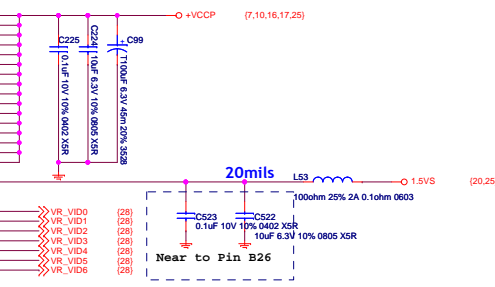 +VCCP {7,10,16,17,25}
C225
0.1uF 10V 10% 0402 X5R
C224
10uF 6.3V 10% 0805 X5R
+ C99
T100uF 6.3V 45m 20% 3528
20mils
L53
1.5VS {20,25
100ohm 25% 2A 0.1ohm 0603
C523
0.1uF 10V 10% 0402 X5R
C522
10uF 6.3V 10% 0805 X5R
Near to Pin B26
VR_VID0 {28}
VR_VID1 {28}
VR_VID2 {28}
VR_VID3 {28}
VR_VID4 {28}
VR_VID5 {28}
VR_VID6 {28}